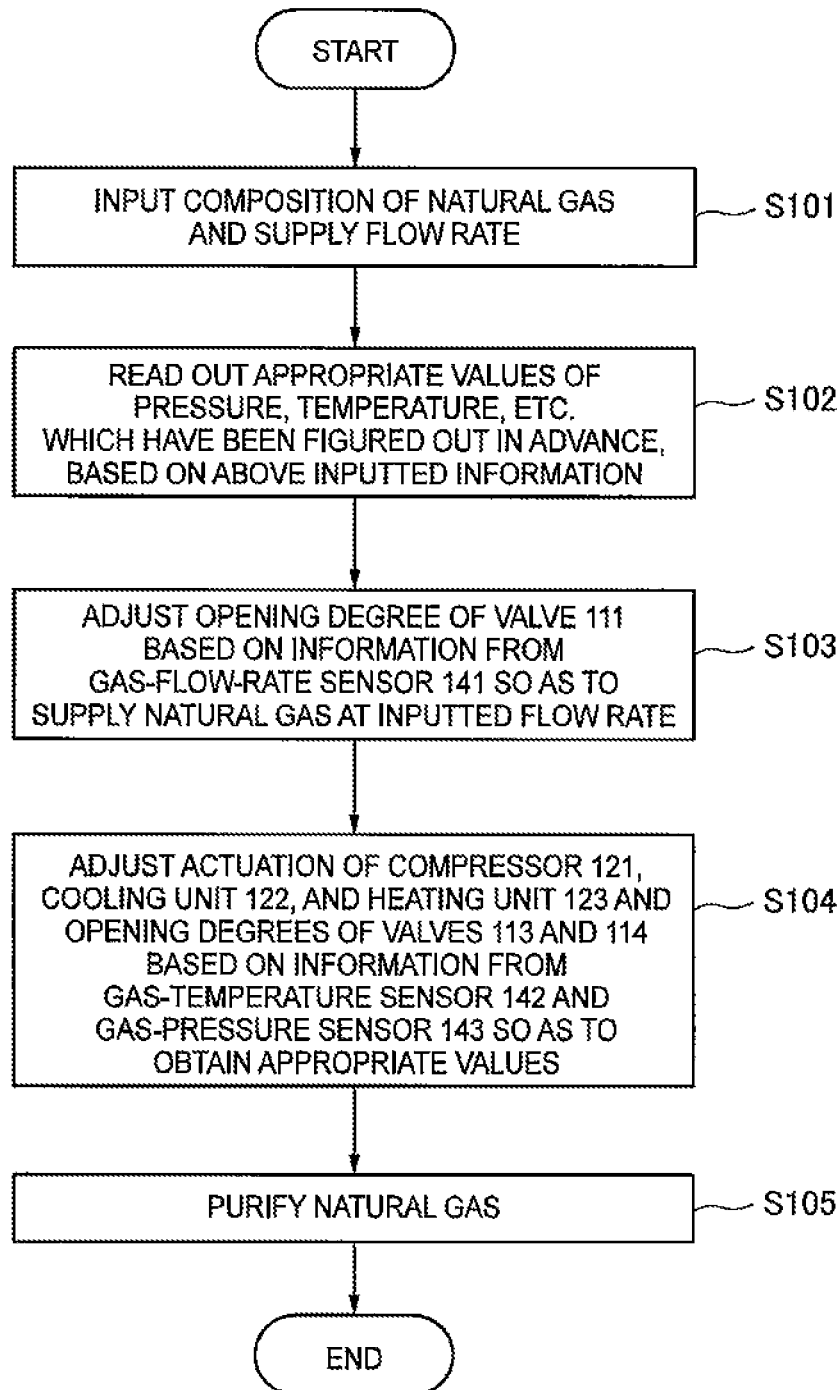 START
INPUT COMPOSITION OF NATURAL GAS
AND SUPPLY FLOW RATE
S101
READ OUT APPROPRIATE VALUES OF
PRESSURE, TEMPERATURE, ETC.
WHICH HAVE BEEN FIGURED OUT IN ADVANCE,
BASED ON ABOVE INPUTTED INFORMATION
S102
ADJUST OPENING DEGREE OF VALVE 111
BASED ON INFORMATION FROM
GAS-FLOW-RATE SENSOR 141 SO AS TO
SUPPLY NATURAL GAS AT INPUTTED FLOW RATE
S103
ADJUST ACTUATION OF COMPRESSOR 121,
COOLING UNIT 122, AND HEATING UNIT 123 AND
OPENING DEGREES OF VALVES 113 AND 114
BASED ON INFORMATION FROM
GAS-TEMPERATURE SENSOR 142 AND
GAS-PRESSURE SENSOR 143 SO AS TO
OBTAIN APPROPRIATE VALUES
S104
PURIFY NATURAL GAS
S105
END